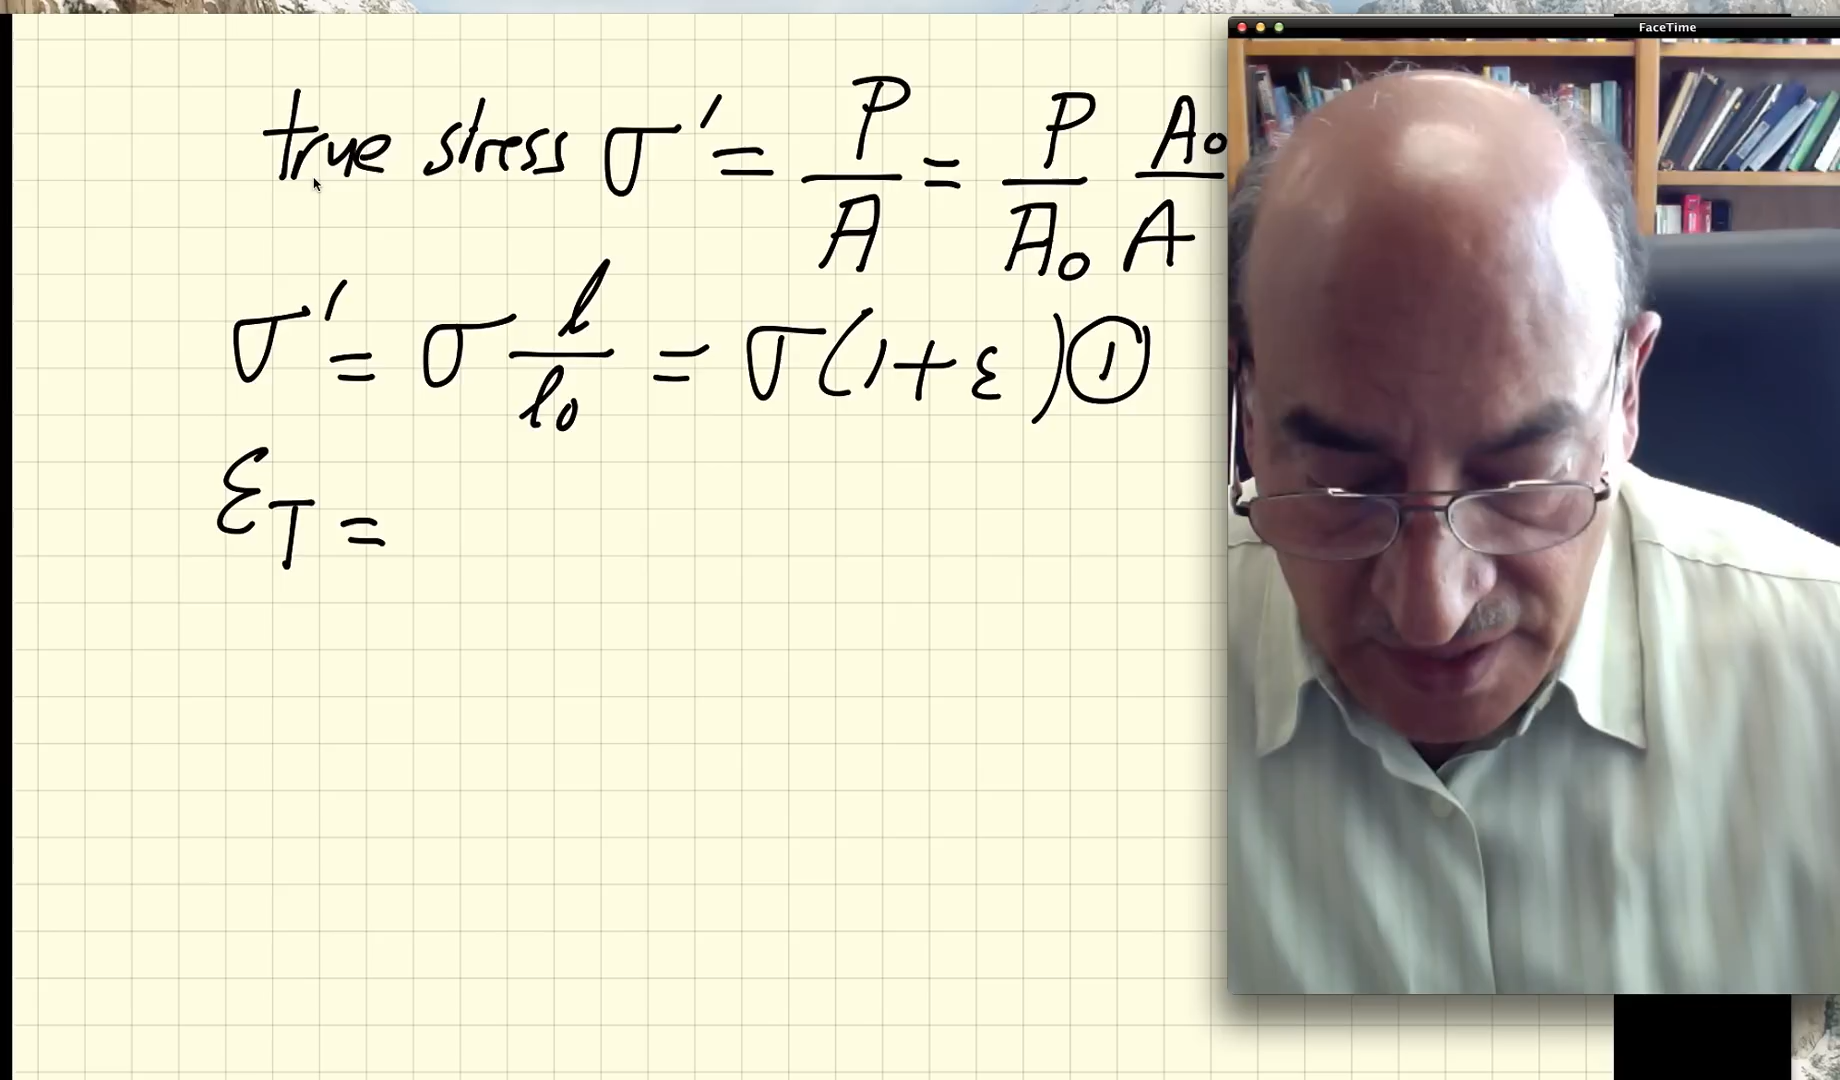 FaceTime
true stress σ' = P/A = P/A₀ A₀/A
σ' = σ l/l₀ = σ(1+ε) ①
ε_T =